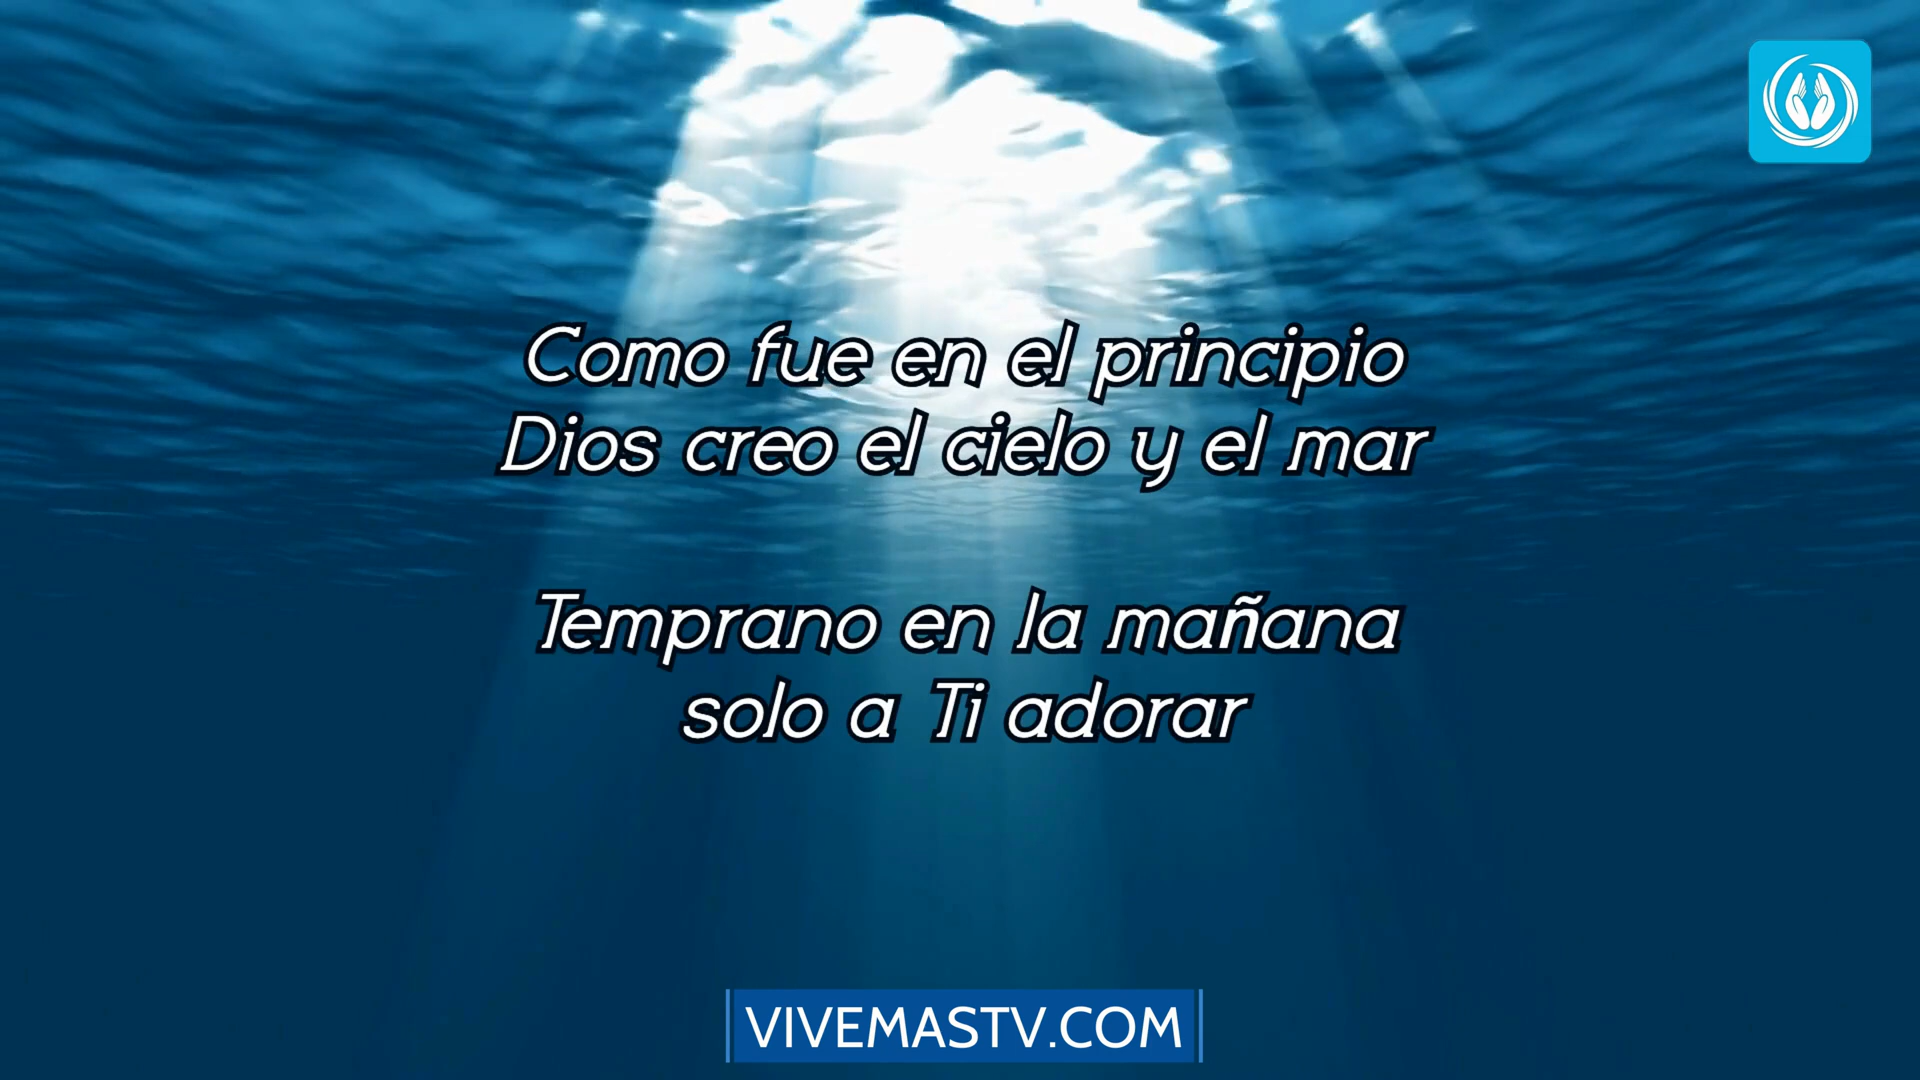 Como fue en el principio
Dios creo el cielo y el mar
Temprano en la mañana
solo a Ti adorar
VIVEMASTV.COM